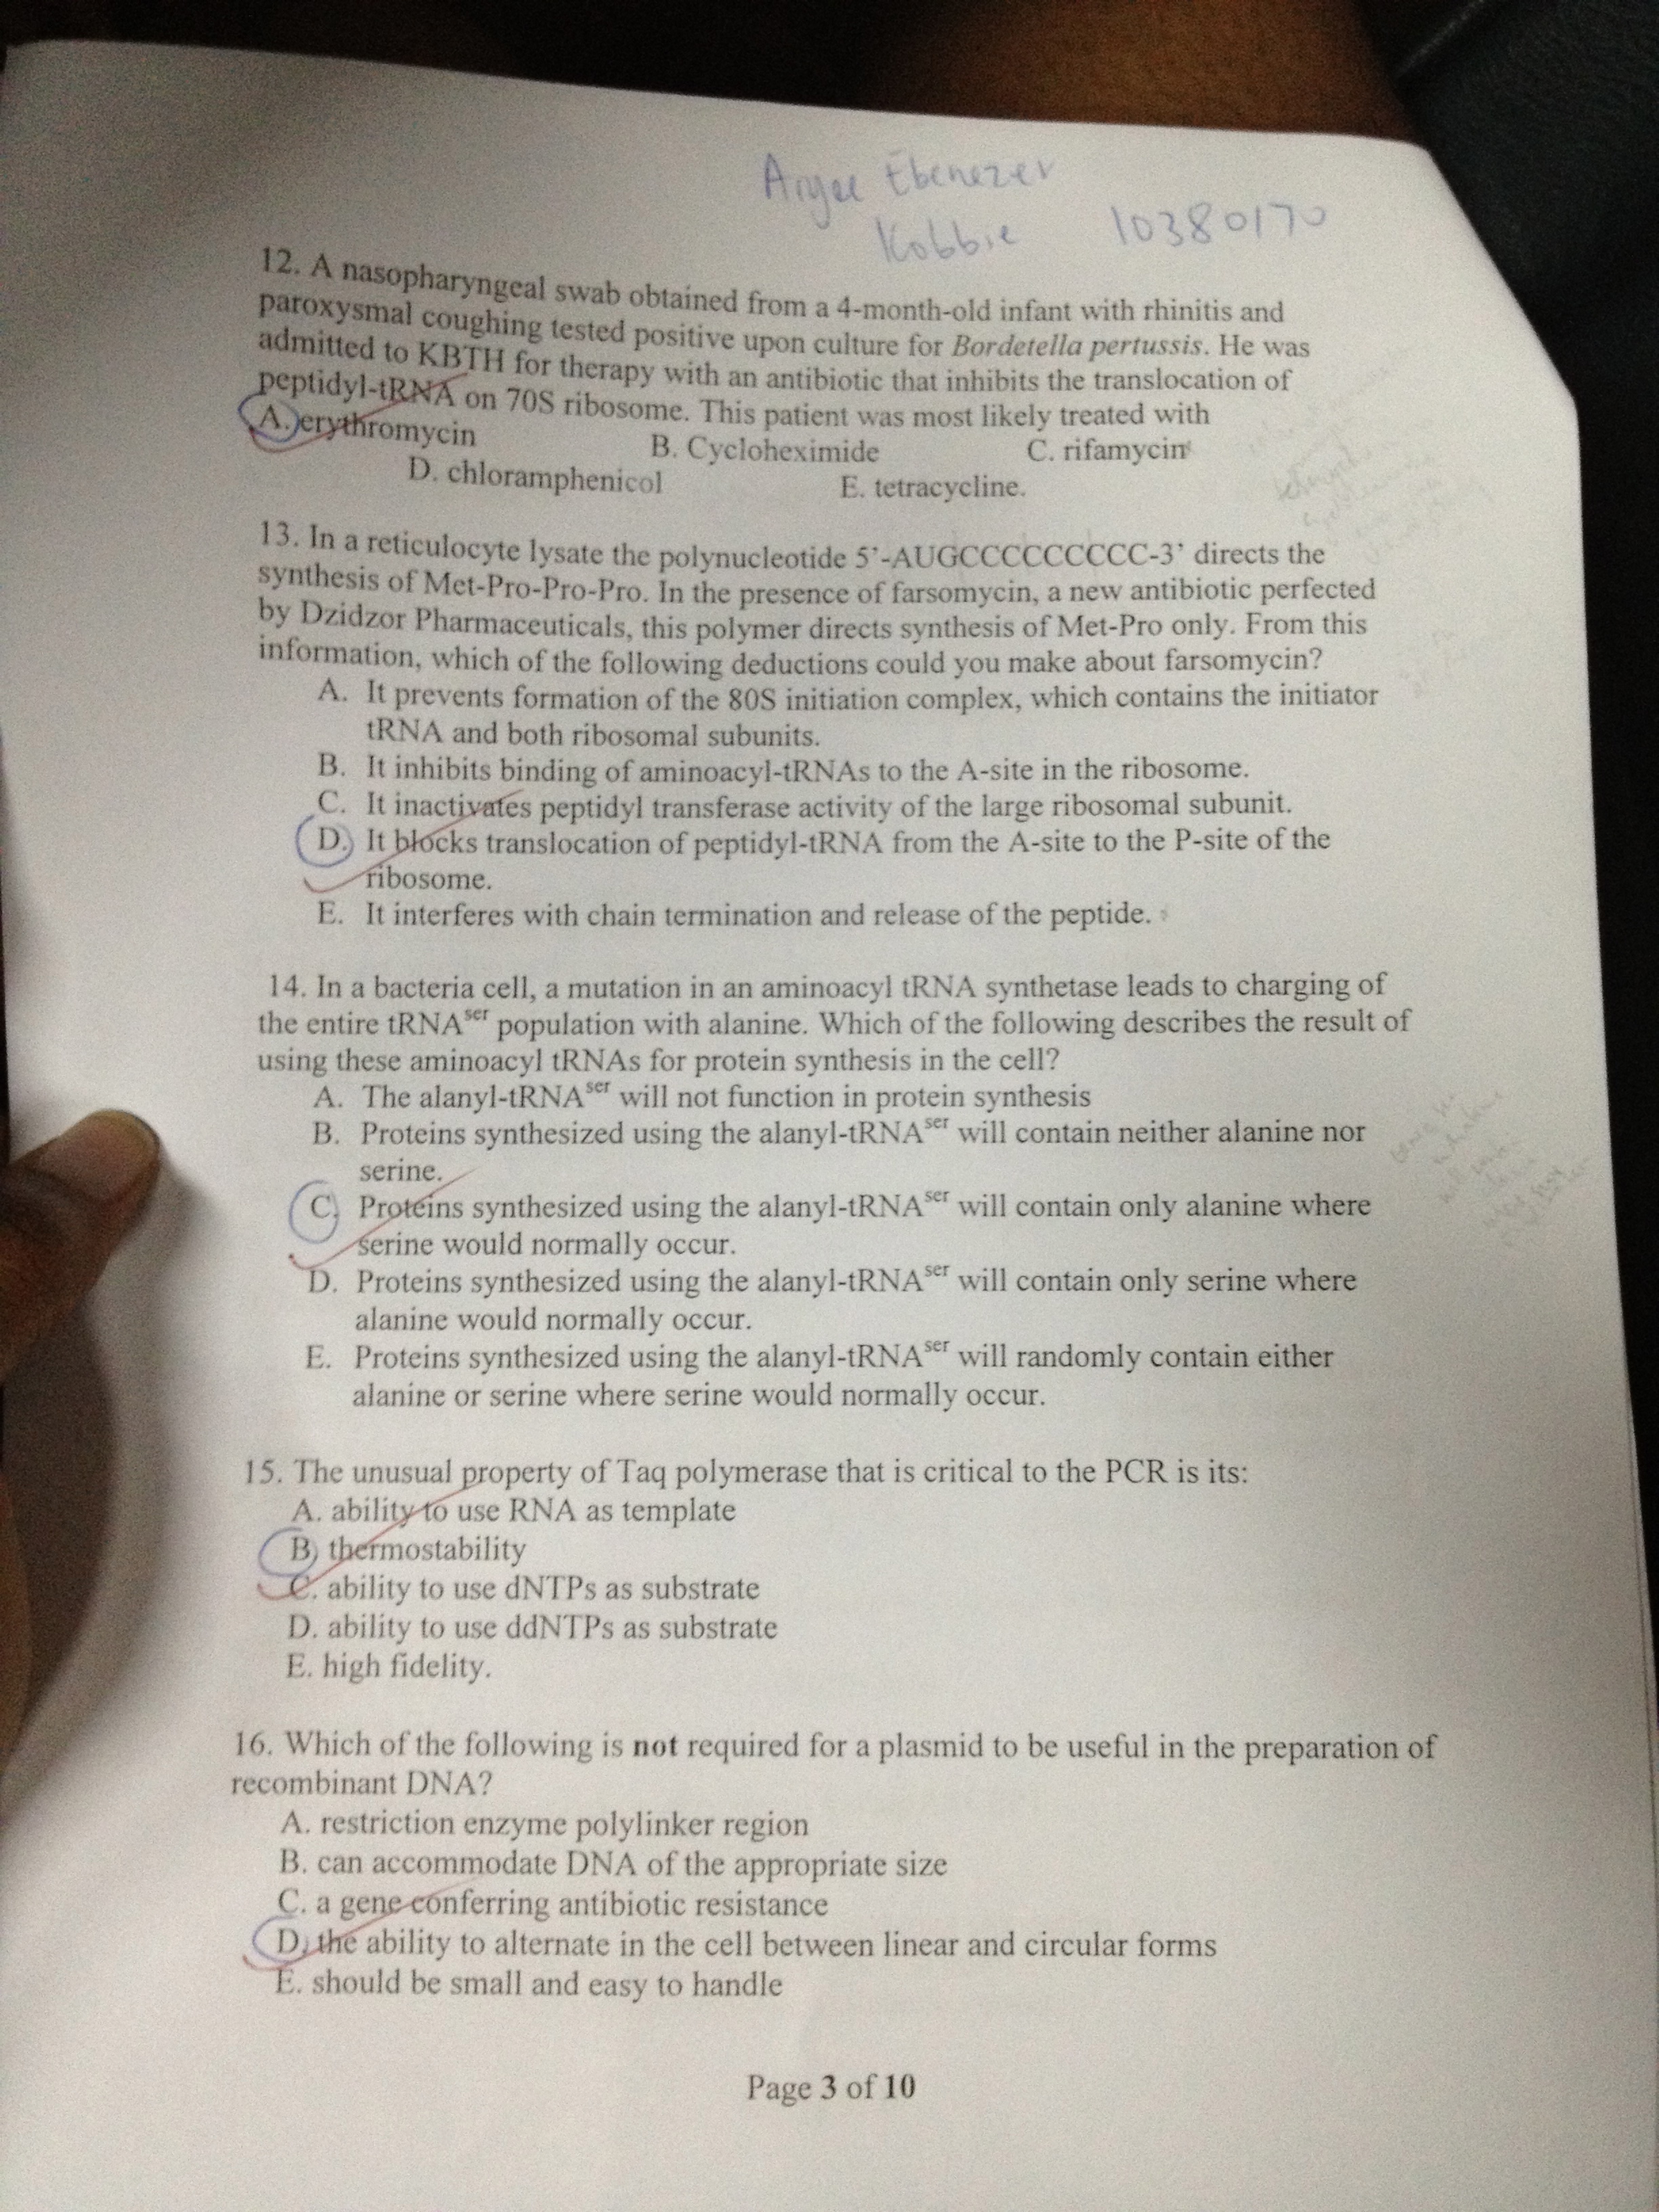 Ebenezer
Kobbie 10380170
12. A nasopharyngeal swab obtained from a 4-month-old infant with rhinitis and
paroxysmal coughing tested positive upon culture for Bordetella pertussis. He was
admitted to KBTH for therapy with an antibiotic that inhibits the translocation of
peptidyl-tRNA on 70S ribosome. This patient was most likely treated with
A. erythromycin B. Cycloheximide C. rifamycin
D. chloramphenicol E. tetracycline.
13. In a reticulocyte lysate the polynucleotide 5'-AUGCCCCCCCCC-3' directs the
synthesis of Met-Pro-Pro-Pro. In the presence of farsomycin, a new antibiotic perfected
by Dzidzor Pharmaceuticals, this polymer directs synthesis of Met-Pro only. From this
information, which of the following deductions could you make about farsomycin?
A. It prevents formation of the 80S initiation complex, which contains the initiator
tRNA and both ribosomal subunits.
B. It inhibits binding of aminoacyl-tRNAs to the A-site in the ribosome.
C. It inactivates peptidyl transferase activity of the large ribosomal subunit.
D. It blocks translocation of peptidyl-tRNA from the A-site to the P-site of the
ribosome.
E. It interferes with chain termination and release of the peptide.
14. In a bacteria cell, a mutation in an aminoacyl tRNA synthetase leads to charging of
the entire tRNAˢᵉʳ population with alanine. Which of the following describes the result of
using these aminoacyl tRNAs for protein synthesis in the cell?
A. The alanyl-tRNAˢᵉʳ will not function in protein synthesis
B. Proteins synthesized using the alanyl-tRNAˢᵉʳ will contain neither alanine nor
serine.
C. Proteins synthesized using the alanyl-tRNAˢᵉʳ will contain only alanine where
serine would normally occur.
D. Proteins synthesized using the alanyl-tRNAˢᵉʳ will contain only serine where
alanine would normally occur.
E. Proteins synthesized using the alanyl-tRNAˢᵉʳ will randomly contain either
alanine or serine where serine would normally occur.
15. The unusual property of Taq polymerase that is critical to the PCR is its:
A. ability to use RNA as template
B) thermostability
C. ability to use dNTPs as substrate
D. ability to use ddNTPs as substrate
E. high fidelity.
16. Which of the following is not required for a plasmid to be useful in the preparation of
recombinant DNA?
A. restriction enzyme polylinker region
B. can accommodate DNA of the appropriate size
C. a gene conferring antibiotic resistance
D. the ability to alternate in the cell between linear and circular forms
E. should be small and easy to handle
Page 3 of 10